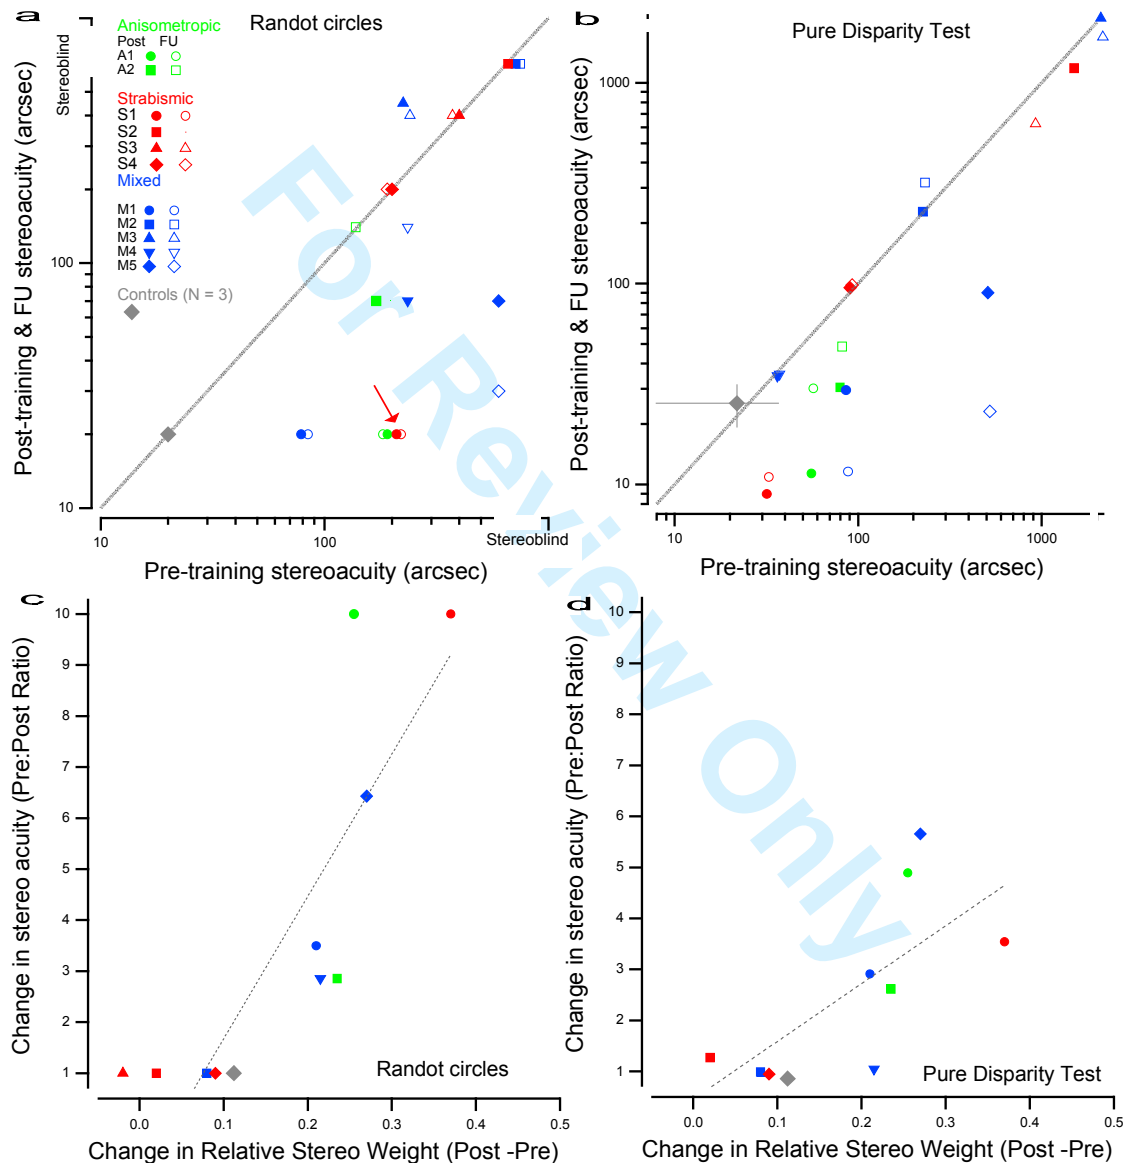 a
Randot circles
Anisometropic
Post FU
A1
A2
Strabismic
S1
S2
S3
S4
Mixed
M1
M2
M3
M4
M5
Controls (N = 3)
Post-training & FU stereoacuity (arcsec)
Stereoblind
100
10
10
100
Stereoblind
Pre-training stereoacuity (arcsec)
b
Pure Disparity Test
Post-training & FU stereoacuity (arcsec)
1000
100
10
10
100
1000
Pre-training stereoacuity (arcsec)
c
Change in stereo acuity (Pre:Post Ratio)
10
9
8
7
6
5
4
3
2
1
Randot circles
0.0
0.1
0.2
0.3
0.4
0.5
Change in Relative Stereo Weight (Post -Pre)
d
Change in stereo acuity (Pre:Post Ratio)
10
9
8
7
6
5
4
3
2
1
Pure Disparity Test
0.0
0.1
0.2
0.3
0.4
0.5
Change in Relative Stereo Weight (Post -Pre)
For Review Only